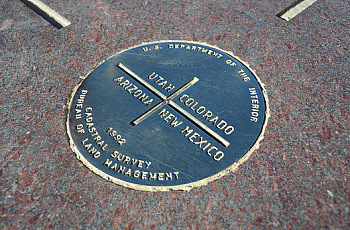 U.S. DEPARTMENT OF THE INTERIOR
UTAH COLORADO
ARIZONA NEW MEXICO
1992
CADASTRAL SURVEY
BUREAU OF LAND MANAGEMENT